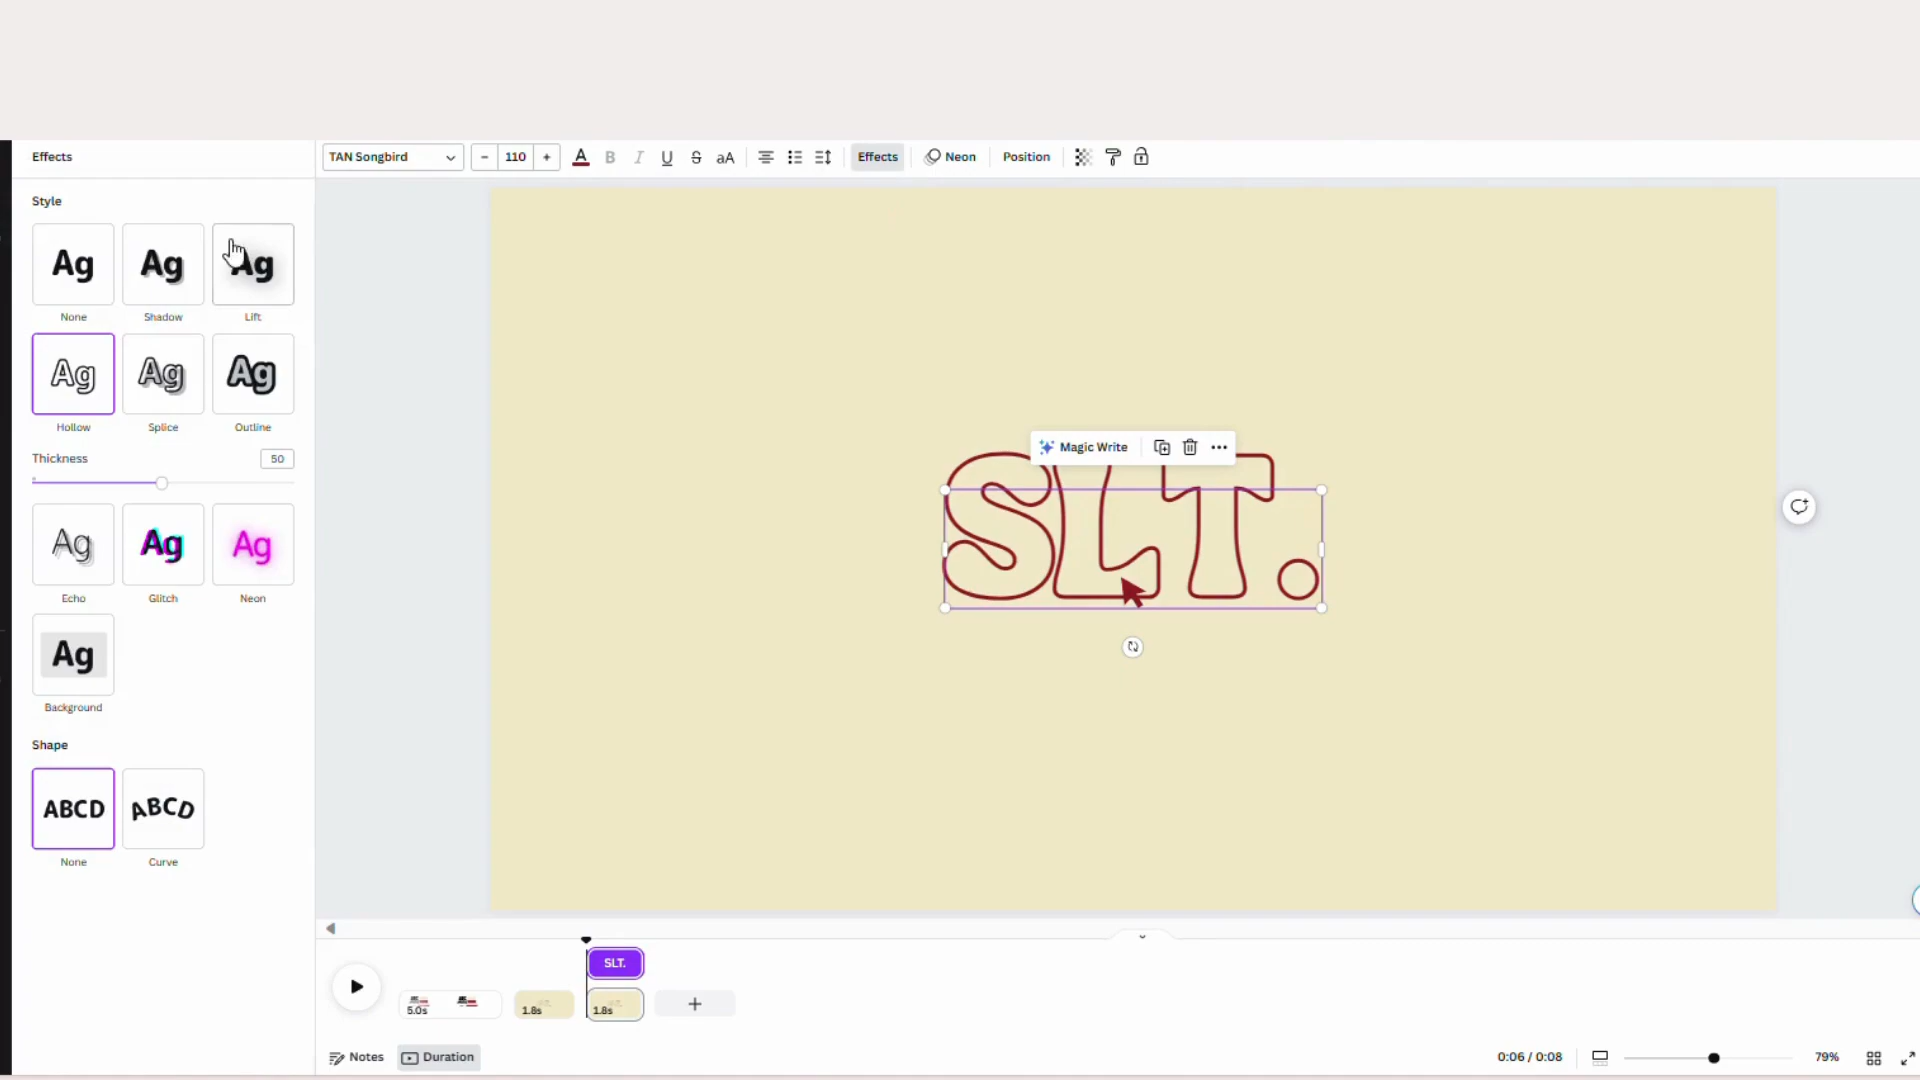 Effects
TAN Songbird
110
A
B
I
U
S
aA
Effects
Neon
Position
Style
Ag
Ag
Ag
None
Shadow
Lift
Ag
Ag
Ag
Hollow
Splice
Outline
Thickness
50
Ag
Ag
Ag
Echo
Glitch
Neon
Ag
Background
Shape
ABCD
ABCD
None
Curve
Magic Write
SLT.
SLT.
5.0s
1.8s
1.8s
Notes
Duration
0:06 / 0:08
79%